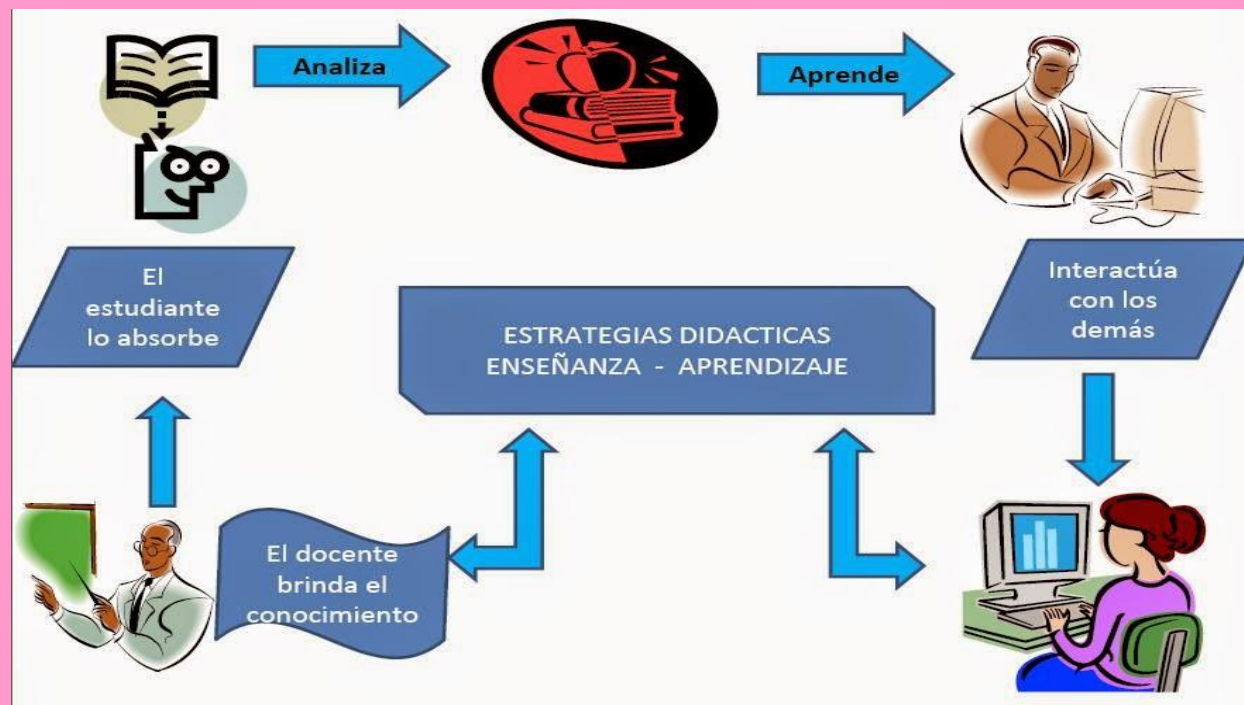 Analiza
Aprende
El
estudiante
lo absorbe
Interactúa
con los
demás
ESTRATEGIAS DIDACTICAS
ENSEÑANZA - APRENDIZAJE
El docente
brinda el
conocimiento